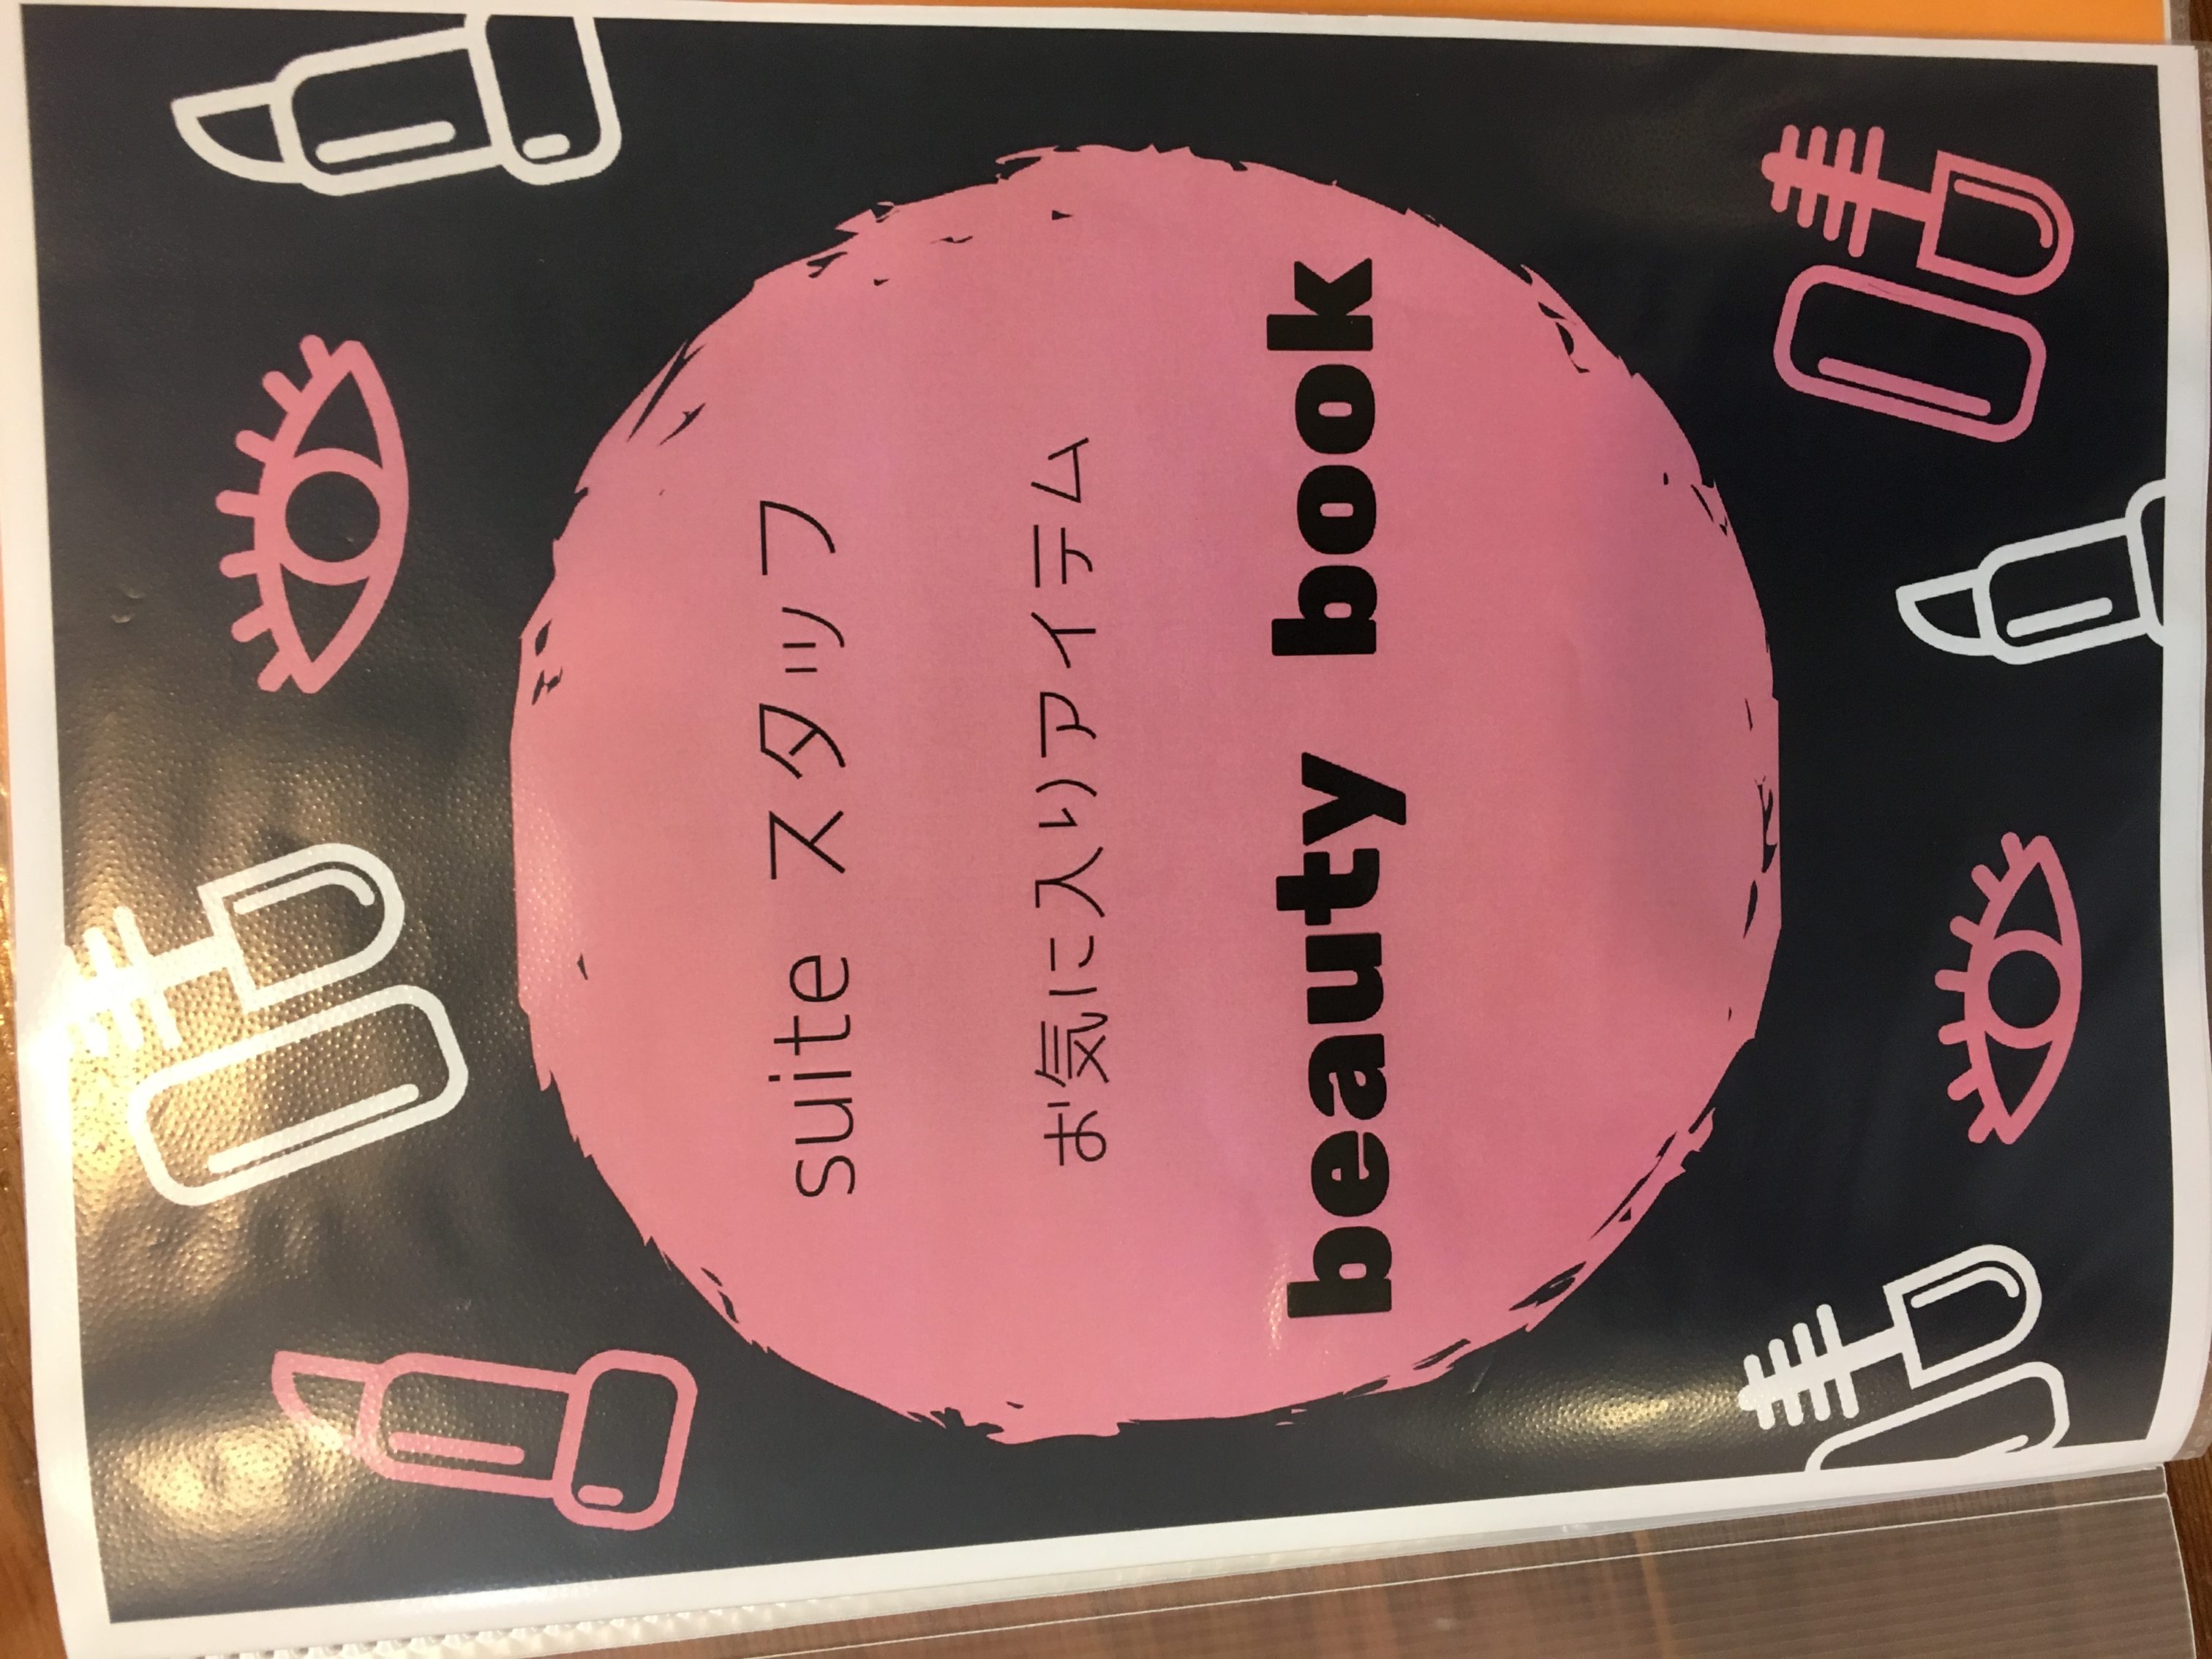 suite スタッフ
お気に入りアイテム
beauty book